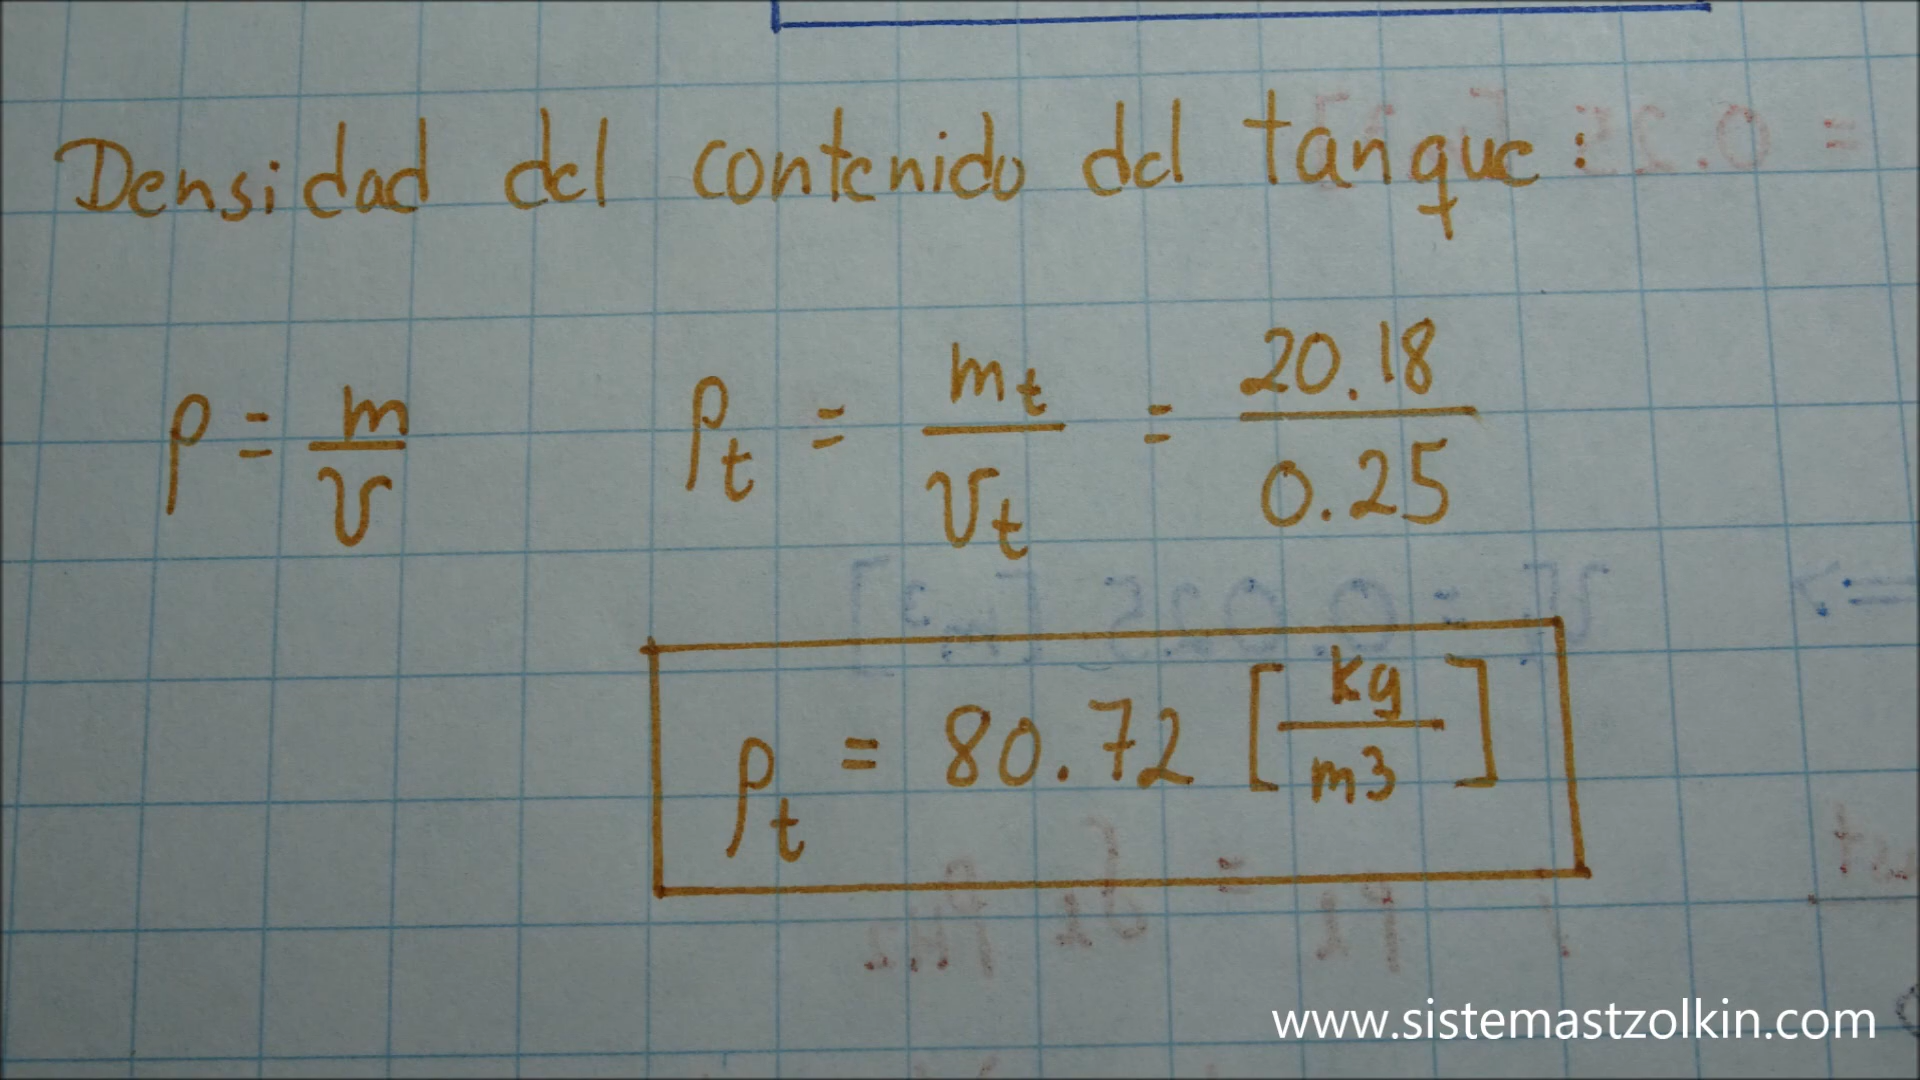 Densidad del contenido del tanque:
ρ = m/v    ρt = mt/vt = 20.18/0.25
ρt = 80.72 [kg/m3]
www.sistemastzolkin.com